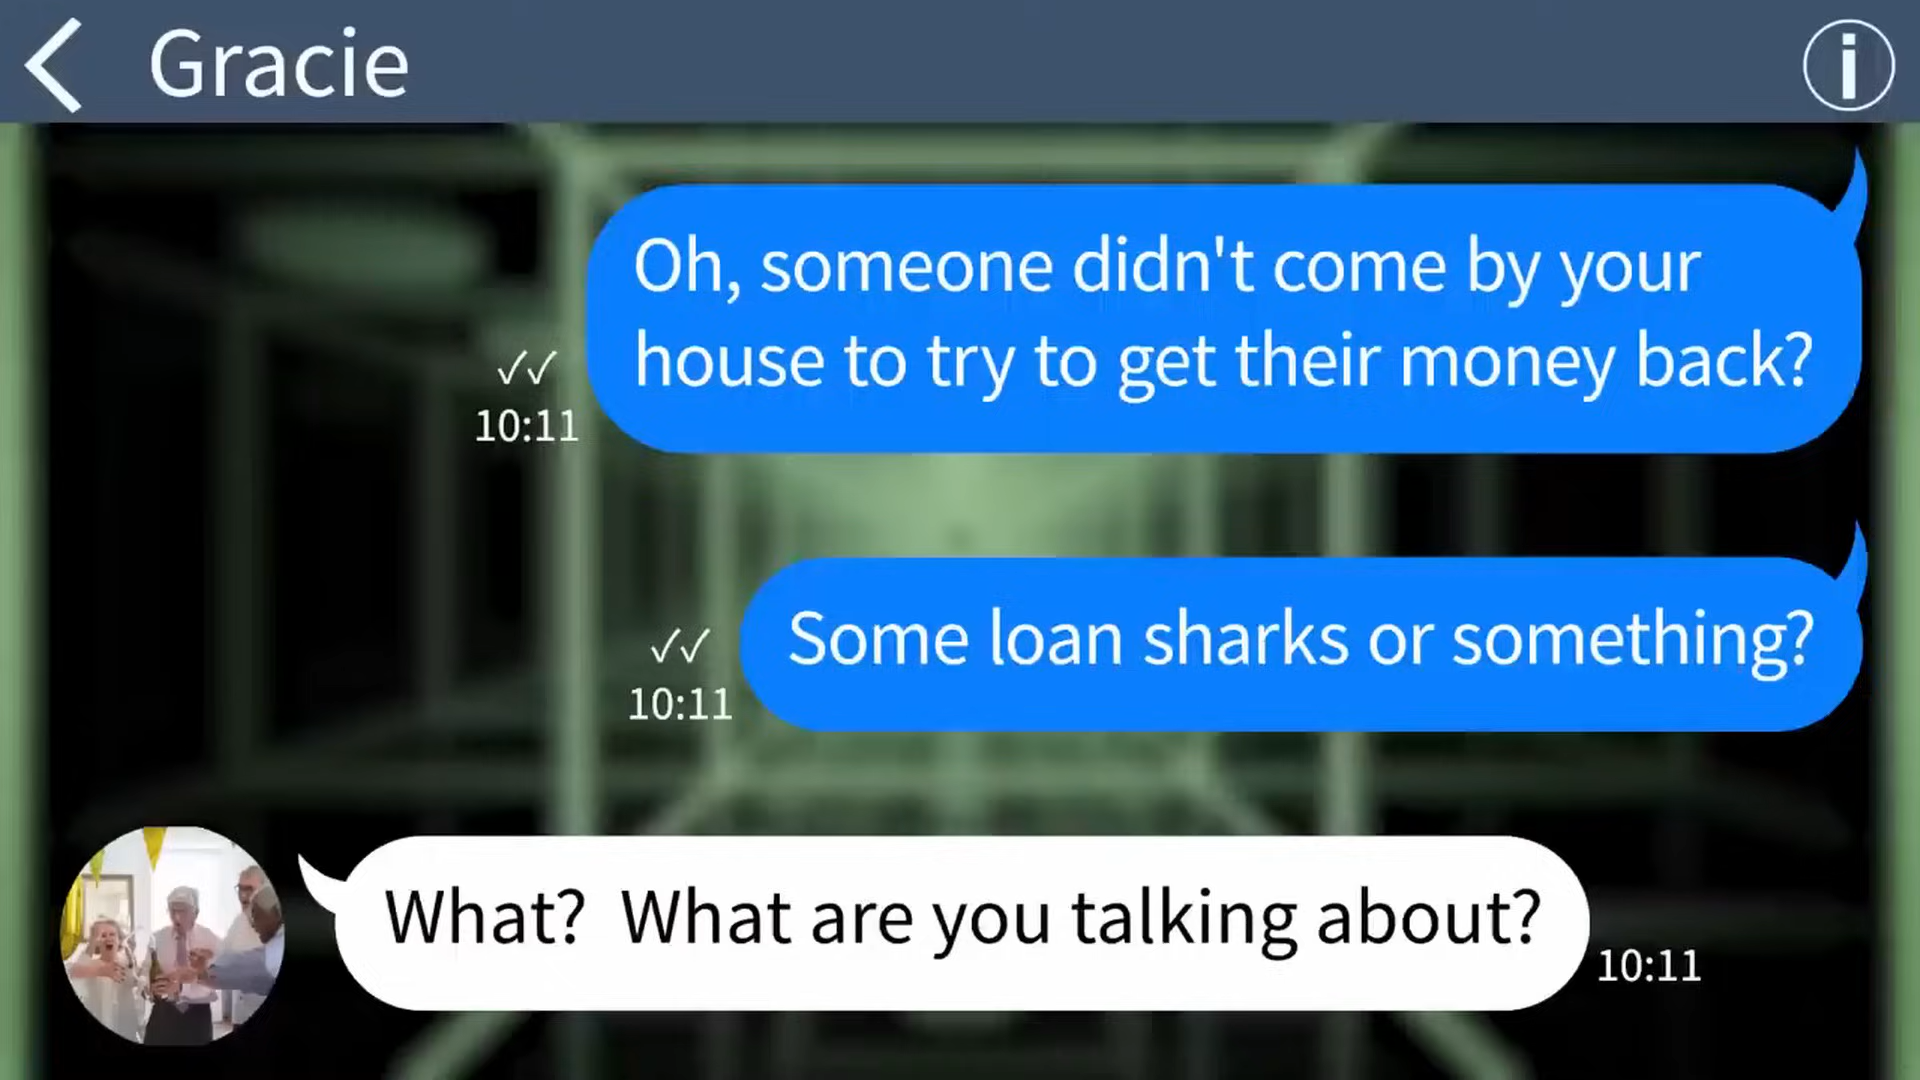 Gracie
Oh, someone didn't come by your
house to try to get their money back?
✓✓
10:11
Some loan sharks or something?
✓✓
10:11
What?  What are you talking about?
10:11